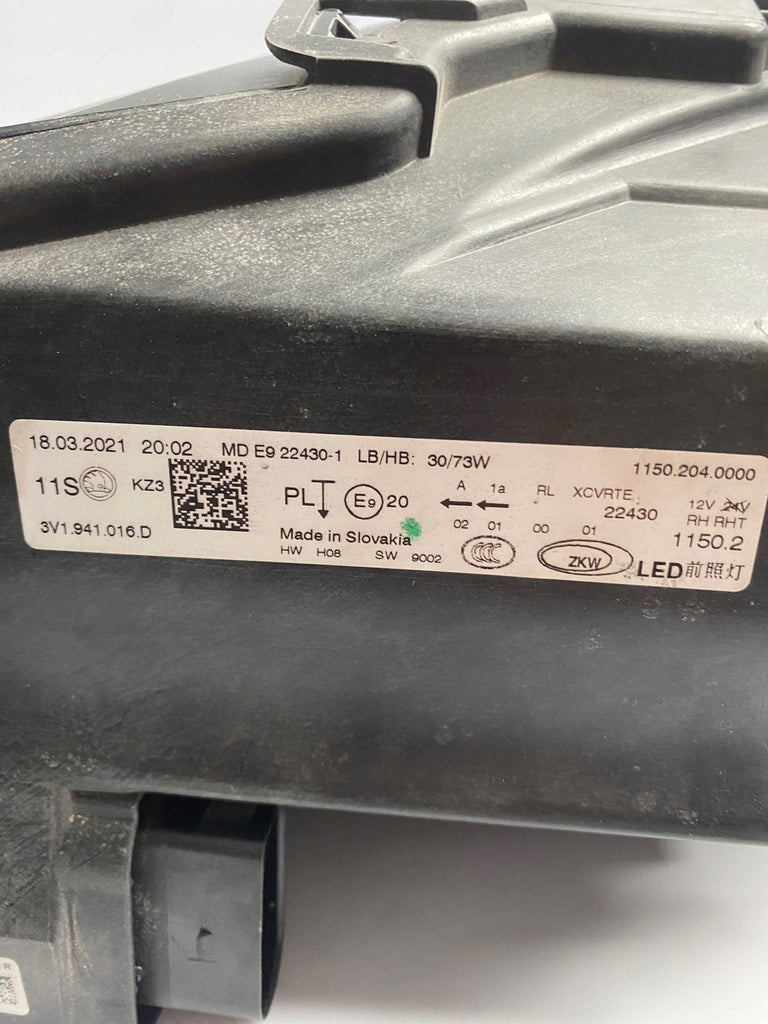 18.03.2021 20:02 MD E9 22430-1 LB/HB: 30/73W 1150.204.0000
11S KZ3 PL E9 20 A 1a RL XCVRTE 12V 24V
02 01 00 22430 01 RH RHT
3V1.941.016.D Made in Slovakia 1150.2
HW H08 SW 9002 CCC ZKW LED前照灯